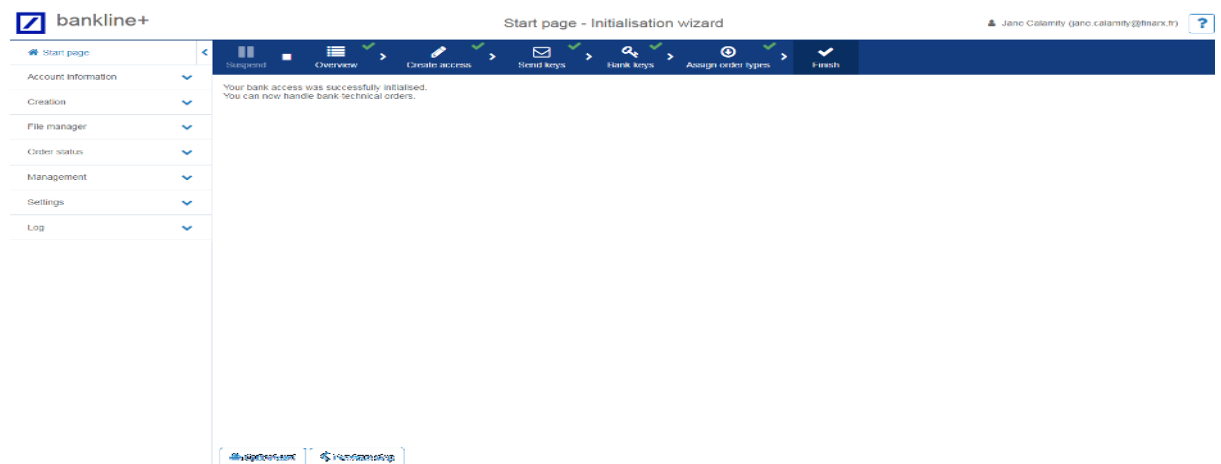 bankline+
Start page - Initialisation wizard
Jane Calamity (jane.calamity@finarx.fr)
?
Start page
<
Suspend
Overview
Create access
Send keys
Bank keys
Assign order types
Finish
Account information
Creation
File manager
Order status
Management
Settings
Log
Your bank access was successfully initialised.
You can now handle bank-technical orders.